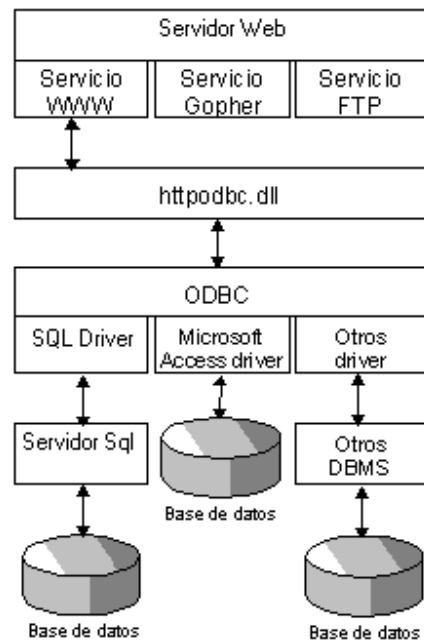 Servidor Web
Servicio
WWW
Servicio
Gopher
Servicio
FTP
httpodbc.dll
ODBC
SQL Driver
Microsoft
Access driver
Otros
driver
Servidor Sql
Base de datos
Otros
DBMS
Base de datos
Base de datos